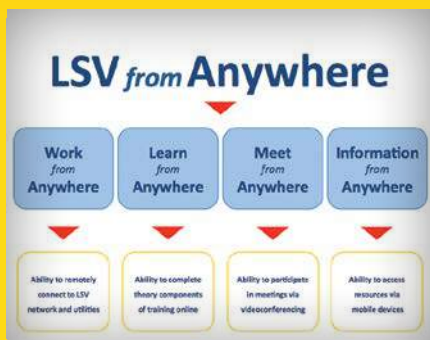 LSV from Anywhere
Work
from
Anywhere
Learn
from
Anywhere
Meet
from
Anywhere
Information
from
Anywhere
Ability to remotely
connect to LSV
network and utilities
Ability to complete
theory components
of training online
Ability to participate
in meetings via
videoconferencing
Ability to access
resources via
mobile devices